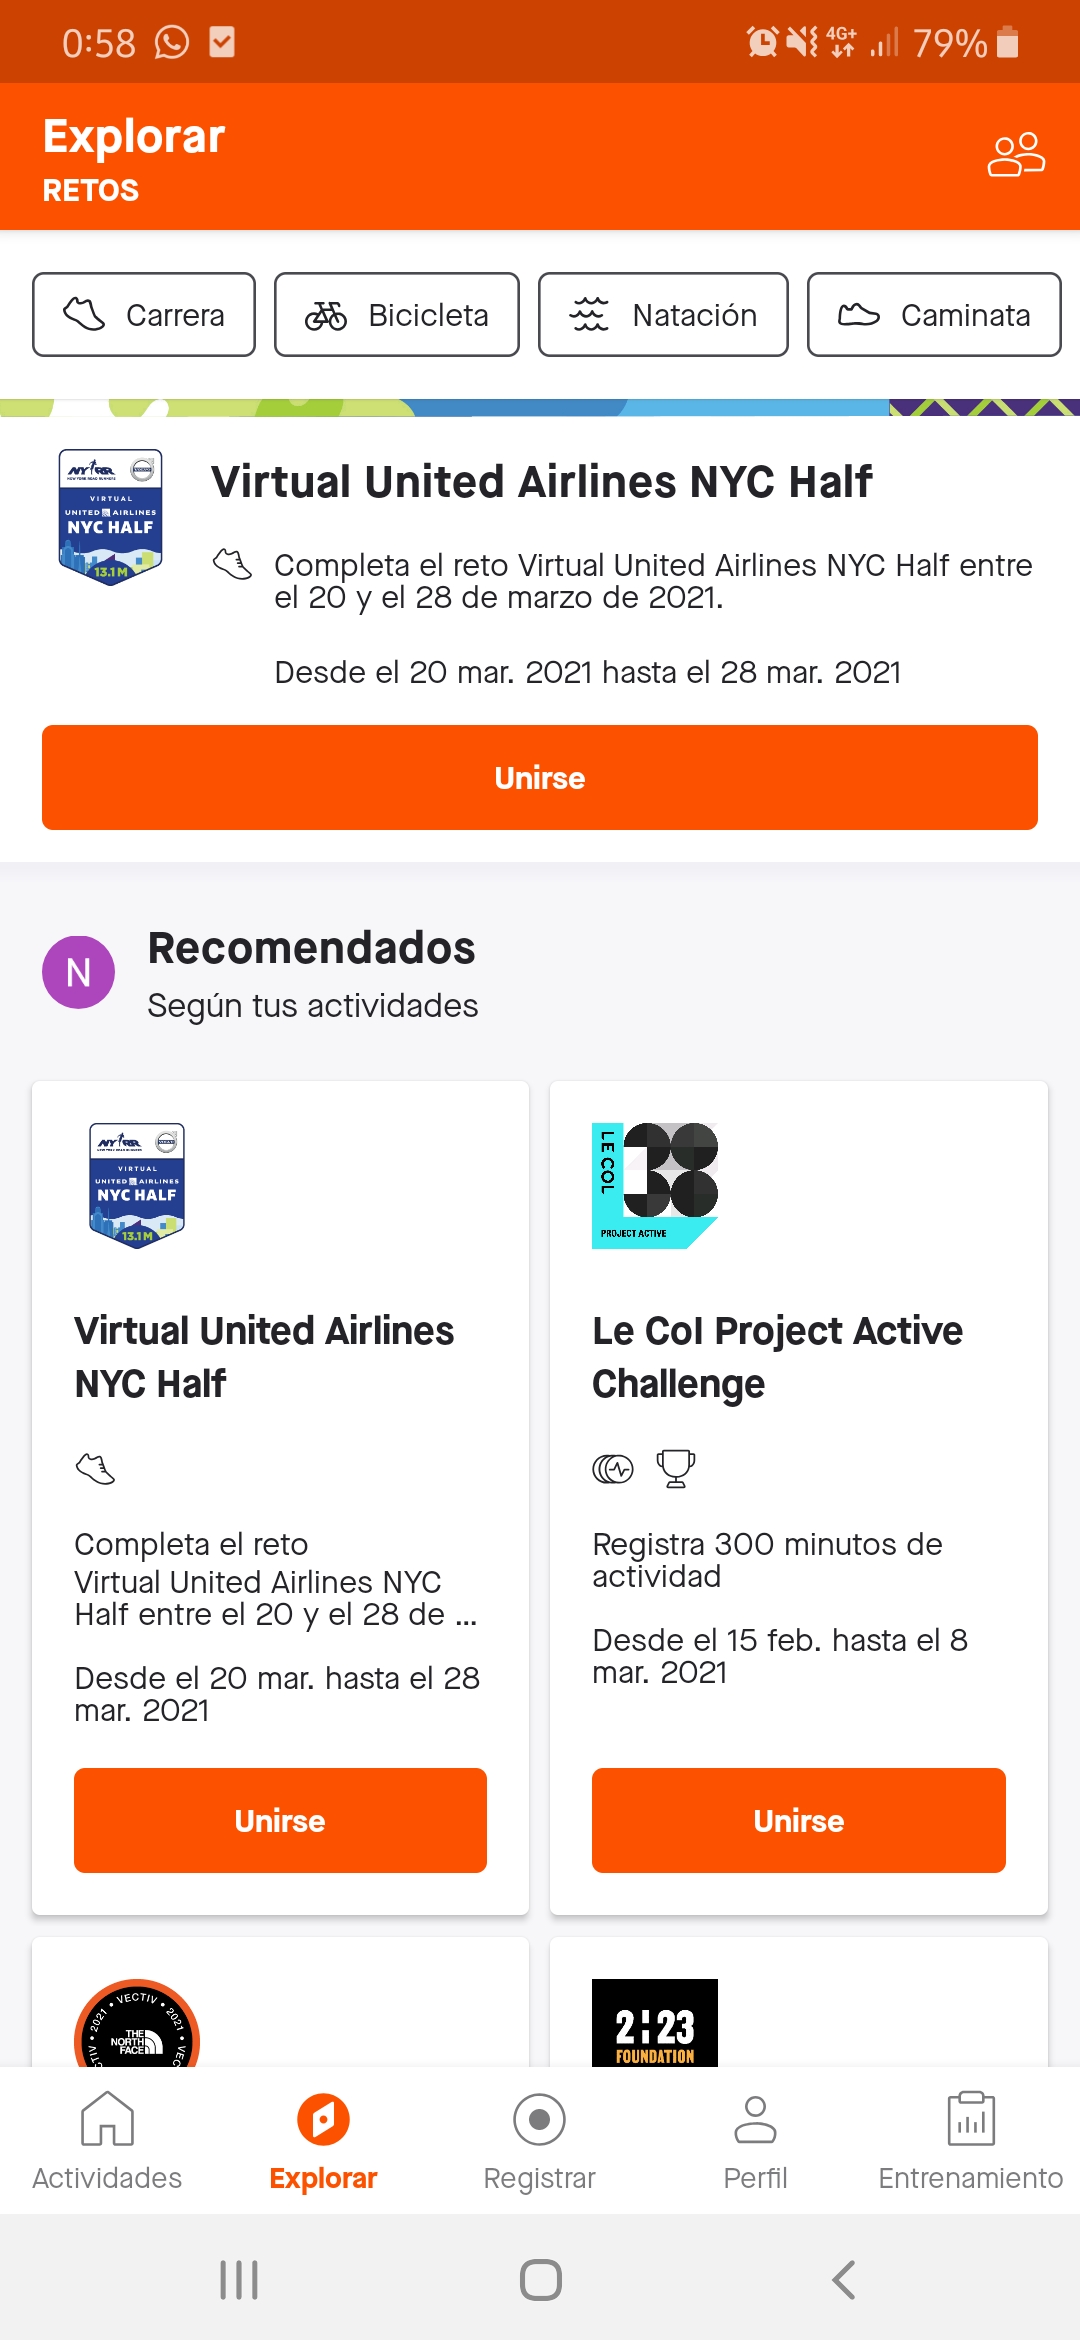 0:58
4G+
79%
Explorar
RETOS
Carrera
Bicicleta
Natación
Caminata
NYRR
VIRTUAL
UNITED AIRLINES
NYC HALF
13.1 M
Virtual United Airlines NYC Half
Completa el reto Virtual United Airlines NYC Half entre
el 20 y el 28 de marzo de 2021.
Desde el 20 mar. 2021 hasta el 28 mar. 2021
Unirse
N
Recomendados
Según tus actividades
NYRR
VIRTUAL
UNITED AIRLINES
NYC HALF
13.1 M
Virtual United Airlines
NYC Half
Completa el reto
Virtual United Airlines NYC
Half entre el 20 y el 28 de ...
Desde el 20 mar. hasta el 28
mar. 2021
Unirse
LE COL
PROJECT ACTIVE
Le Col Project Active
Challenge
Registra 300 minutos de
actividad
Desde el 15 feb. hasta el 8
mar. 2021
Unirse
2021 • VECTIV • 2021
THE
NORTH
FACE
2:23
FOUNDATION
Actividades
Explorar
Registrar
Perfil
Entrenamiento